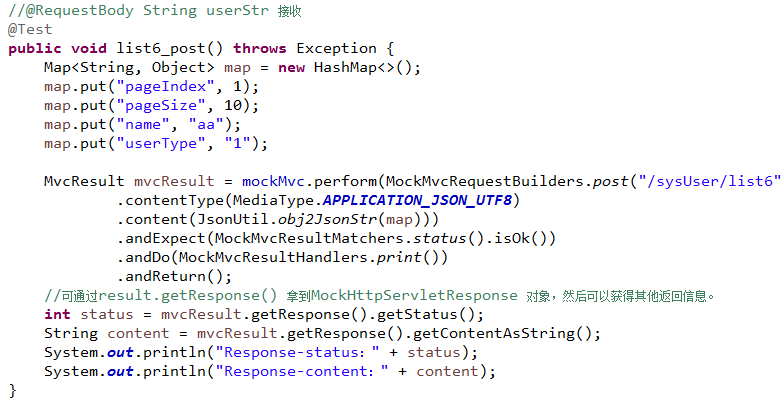 //@RequestBody String userStr 接收
@Test
public void list6_post() throws Exception {
    Map<String, Object> map = new HashMap<>();
    map.put("pageIndex", 1);
    map.put("pageSize", 10);
    map.put("name", "aa");
    map.put("userType", "1");

    MvcResult mvcResult = mockMvc.perform(MockMvcRequestBuilders.post("/sysUser/list6"
            .contentType(MediaType.APPLICATION_JSON_UTF8)
            .content(JsonUtil.obj2JsonStr(map)))
            .andExpect(MockMvcResultMatchers.status().isOk())
            .andDo(MockMvcResultHandlers.print())
            .andReturn();
    //可通过result.getResponse() 拿到MockHttpServletResponse 对象，然后可以获得其他返回信息。
    int status = mvcResult.getResponse().getStatus();
    String content = mvcResult.getResponse().getContentAsString();
    System.out.println("Response-status：" + status);
    System.out.println("Response-content：" + content);
}